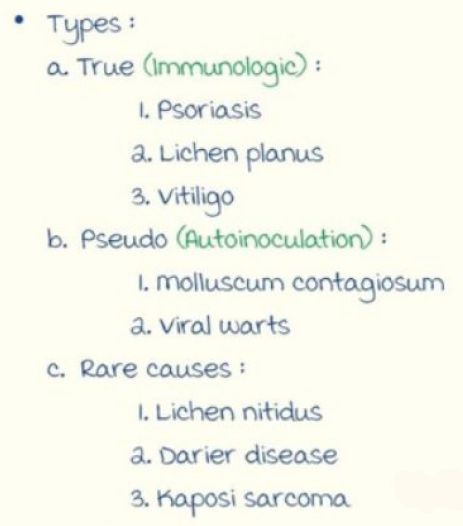 • Types :
a. True (Immunologic) :
1. Psoriasis
2. Lichen planus
3. Vitiligo
b. Pseudo (Autoinoculation) :
1. Molluscum contagiosum
2. Viral warts
c. Rare causes :
1. Lichen nitidus
2. Darier disease
3. Kaposi sarcoma